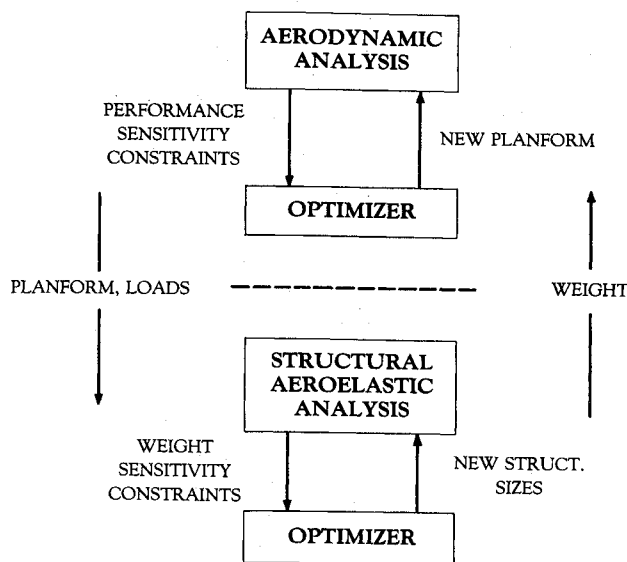 AERODYNAMIC
ANALYSIS
PERFORMANCE
SENSITIVITY
CONSTRAINTS
NEW PLANFORM
OPTIMIZER
PLANFORM, LOADS
WEIGHT
STRUCTURAL
AEROELASTIC
ANALYSIS
WEIGHT
SENSITIVITY
CONSTRAINTS
NEW STRUCT.
SIZES
OPTIMIZER